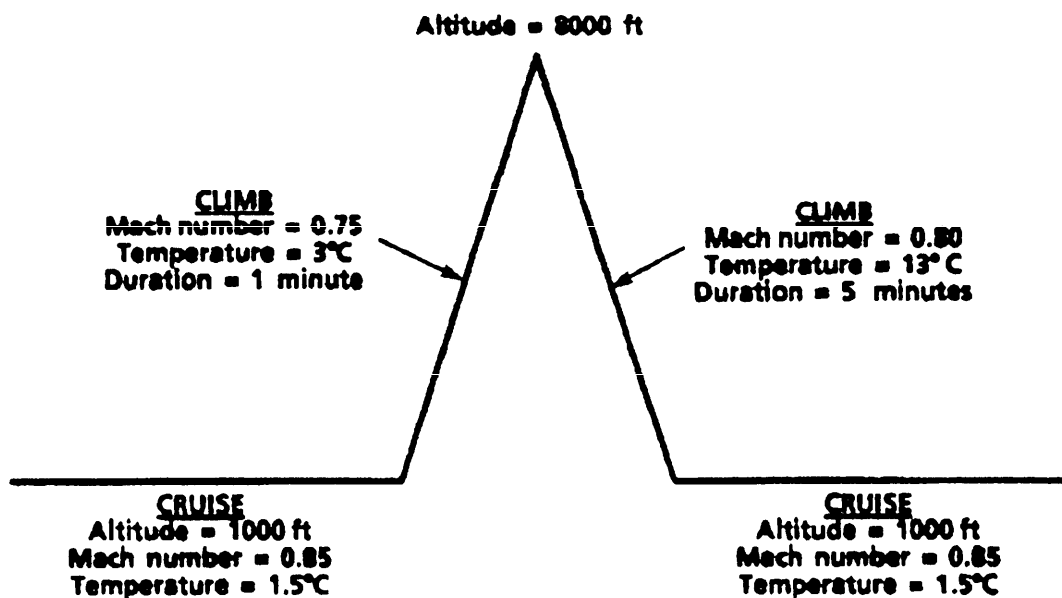 Altitude = 8000 ft
CLIMB
Mach number = 0.75
Temperature = 3°C
Duration = 1 minute
CLIMB
Mach number = 0.80
Temperature = 13°C
Duration = 5 minutes
CRUISE
Altitude = 1000 ft
Mach number = 0.85
Temperature = 1.5°C
CRUISE
Altitude = 1000 ft
Mach number = 0.85
Temperature = 1.5°C